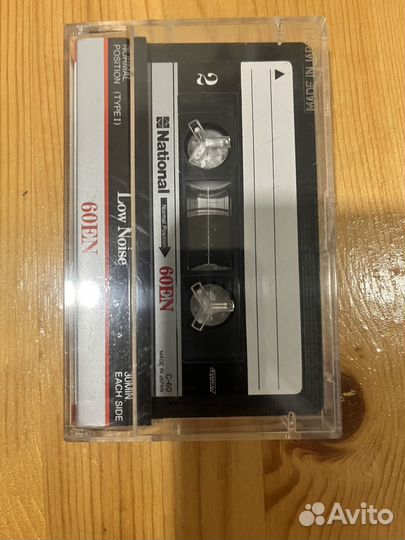 NORMAL
POSITION (TYPE I)
Low Noise
60EN
30MIN
EACH SIDE
2
National
Normal Position
60EN
C-60
MADE IN JAPAN
MADE IN JAPAN
Avito